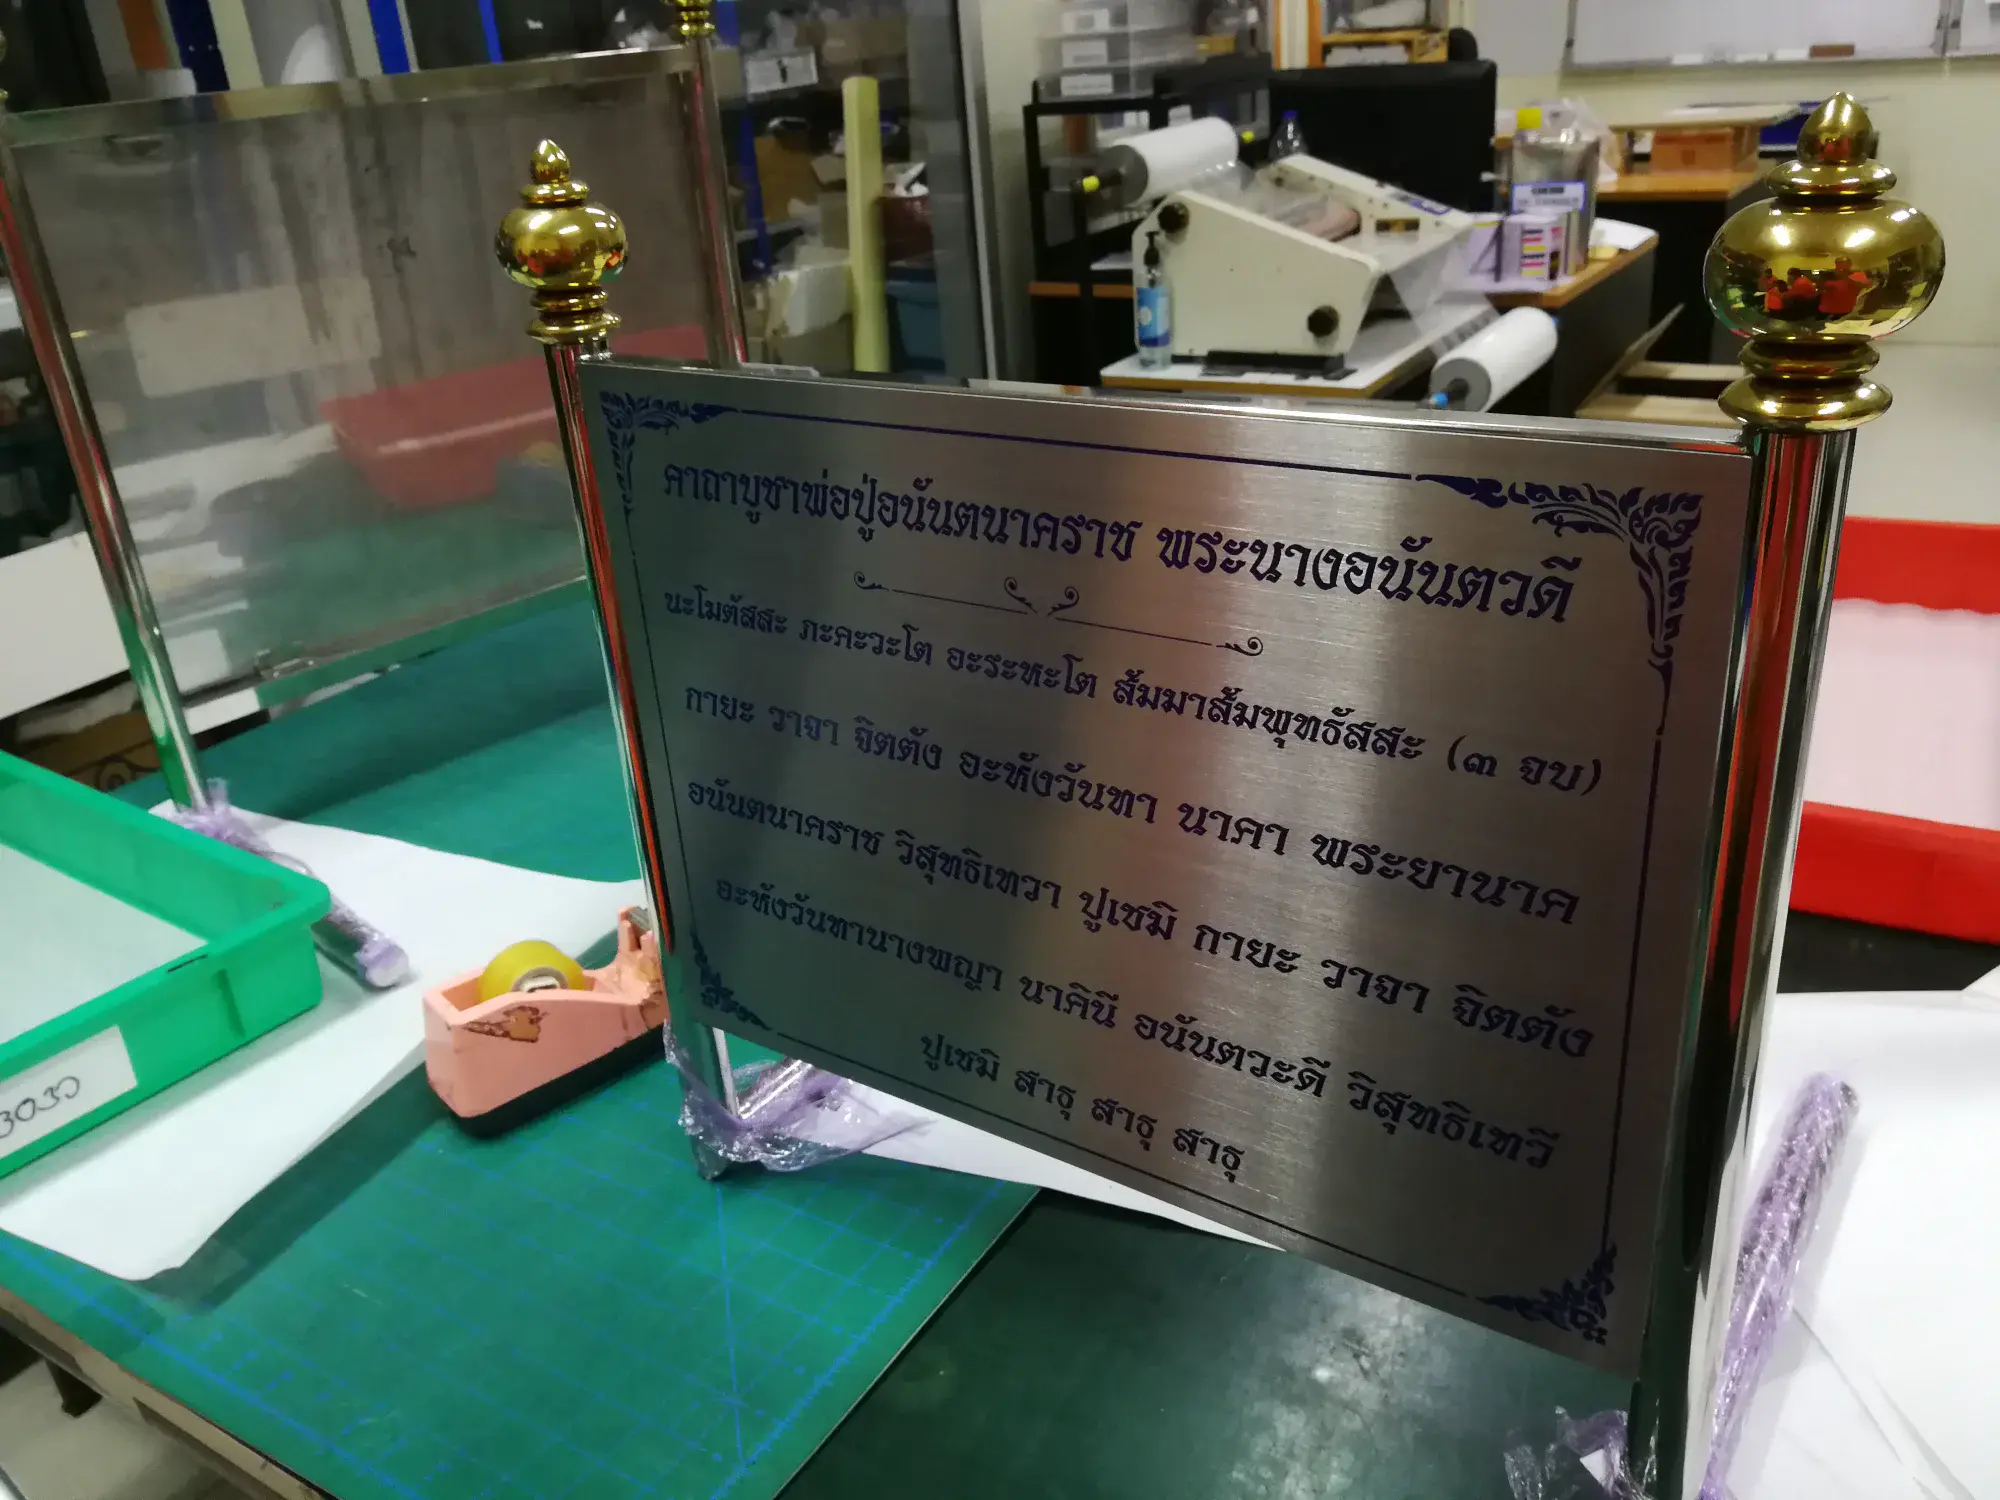 คาถาบูชาพ่อปู่อนันตนาคราช พระนางอนันตวดี
นะโมตัสสะ ภะคะวะโต อะระหะโต สัมมาสัมพุทธัสสะ (๓ จบ)
กายะ วาจา จิตตัง อะหังวันทา นาคา พระยานาค
อนันตนาคราช วิสุทธิเทวา ปูเชมิ กายะ วาจา จิตตัง
อะหังวันทานางพญา นาคินี อนันตวะดี วิสุทธิเทวี
ปูเชมิ สาธุ สาธุ สาธุ